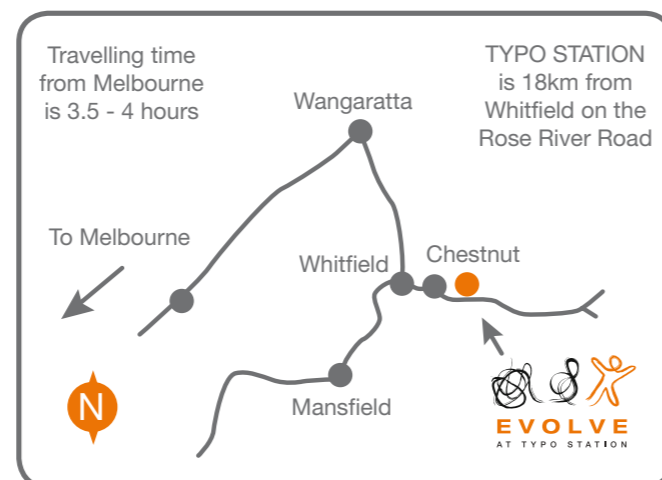 Travelling time
from Melbourne
is 3.5 - 4 hours
TYPO STATION
is 18km from
Whitfield on the
Rose River Road
Wangaratta
To Melbourne
Whitfield
Chestnut
Mansfield
N
EVOLVE
AT TYPO STATION